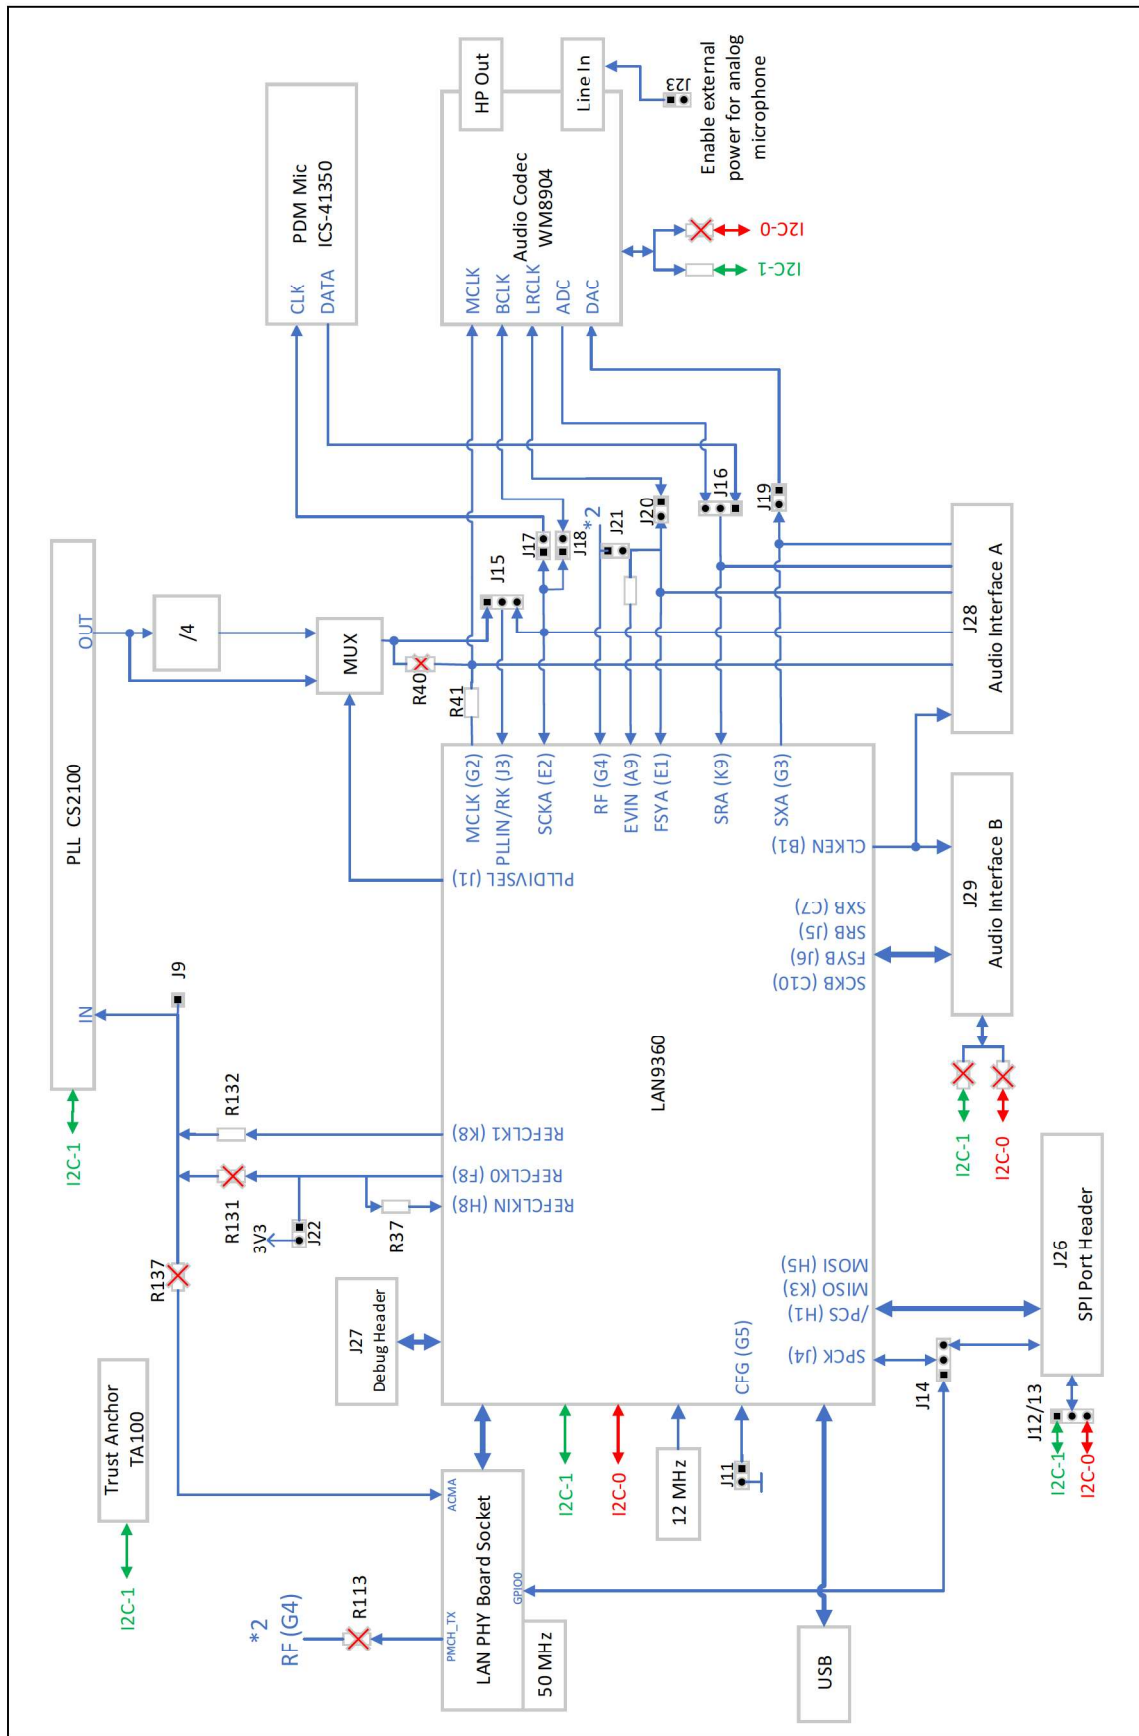 PLL CS2100
IN
OUT
I2C-1
J9
/4
MUX
R40
R41
PDM Mic
ICS-41350
CLK
DATA
HP Out
Line In
Audio Codec
WM8904
MCLK
BCLK
LRCLK
ADC
DAC
J23
Enable external
power for analog
microphone
I2C-1
I2C-0
J15
J17
J18
*2
J21
J20
J16
J19
Trust Anchor
TA100
I2C-1
R137
R131
R132
3V3
J22
R37
J27
Debug Header
*2
RF (G4)
R113
PMCH_TX
ACMA
GPIO0
LAN PHY Board Socket
50 MHz
I2C-1
I2C-0
12 MHz
J11
USB
LAN9360
REFCLKIN (H8)
REFCLK0 (F8)
REFCLK1 (K8)
PLLDIVSEL (J1)
MCLK (G2)
PLLIN/RK (J3)
SCKA (E2)
RF (G4)
EVIN (A9)
FSYA (E1)
SRA (K9)
SXA (G3)
CFG (G5)
SPCK (J4)
/PCS (H1)
MISO (K3)
MOSI (H5)
SCKB (C10)
FSYB (J6)
SRB (J5)
SXB (C7)
CLKEN (B1)
J14
J12/13
I2C-1
I2C-0
J26
SPI Port Header
I2C-1
I2C-0
J29
Audio Interface B
J28
Audio Interface A